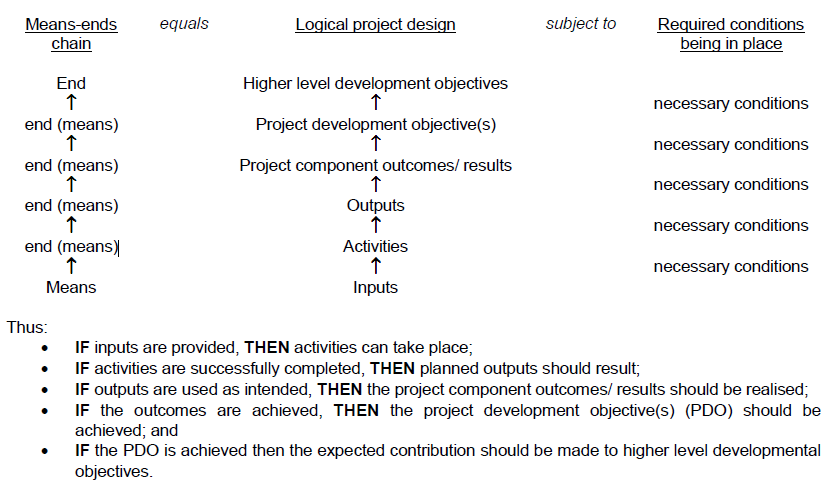 Means-ends chain equals Logical project design subject to Required conditions being in place
End Higher level development objectives
↑ ↑ necessary conditions
end (means) Project development objective(s)
↑ ↑ necessary conditions
end (means) Project component outcomes/ results
↑ ↑ necessary conditions
end (means) Outputs
↑ ↑ necessary conditions
end (means) Activities
↑ ↑ necessary conditions
Means Inputs
Thus:
• IF inputs are provided, THEN activities can take place;
• IF activities are successfully completed, THEN planned outputs should result;
• IF outputs are used as intended, THEN the project component outcomes/ results should be realised;
• IF the outcomes are achieved, THEN the project development objective(s) (PDO) should be
achieved; and
• IF the PDO is achieved then the expected contribution should be made to higher level developmental
objectives.